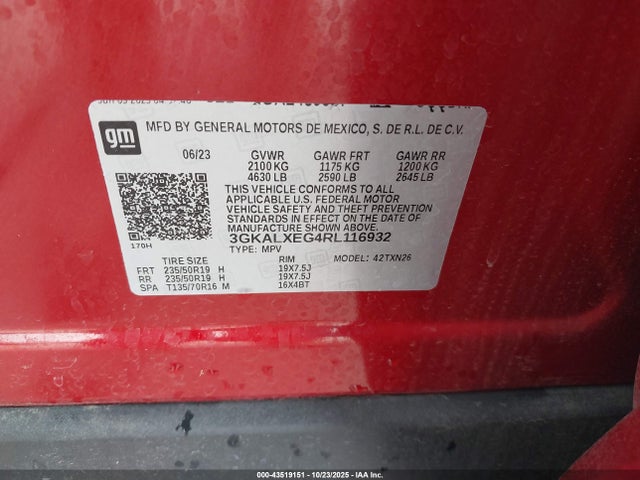 gm
MFD BY GENERAL MOTORS DE MEXICO, S. DE R.L. DE C.V.
06/23 GVWR GAWR FRT GAWR RR
2100 KG 1175 KG 1200 KG
4630 LB 2590 LB 2645 LB
THIS VEHICLE CONFORMS TO ALL
APPLICABLE U.S. FEDERAL MOTOR
VEHICLE SAFETY AND THEFT PREVENTION
STANDARDS IN EFFECT ON THE DATE OF
MANUFACTURE SHOWN ABOVE.
3GKALXEG4RL116932
170H
TYPE: MPV
TIRE SIZE RIM MODEL: 42TXN26
FRT 235/50R19 H 19X7.5J
RR 235/50R19 H 19X7.5J
SPA T135/70R16 M 16X4BT
000-43519151 - 10/23/2025 - IAA Inc.